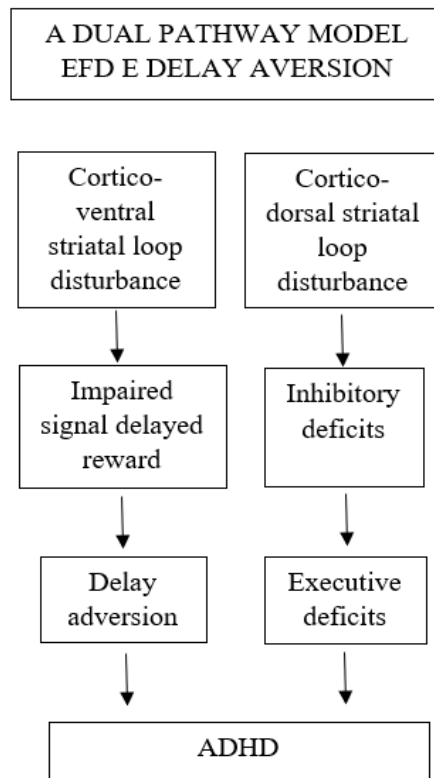 A DUAL PATHWAY MODEL
EFD E DELAY AVERSION
Cortico-
ventral
striatal loop
disturbance
Cortico-
dorsal striatal
loop
disturbance
Impaired
signal delayed
reward
Inhibitory
deficits
Delay
adversion
Executive
deficits
ADHD